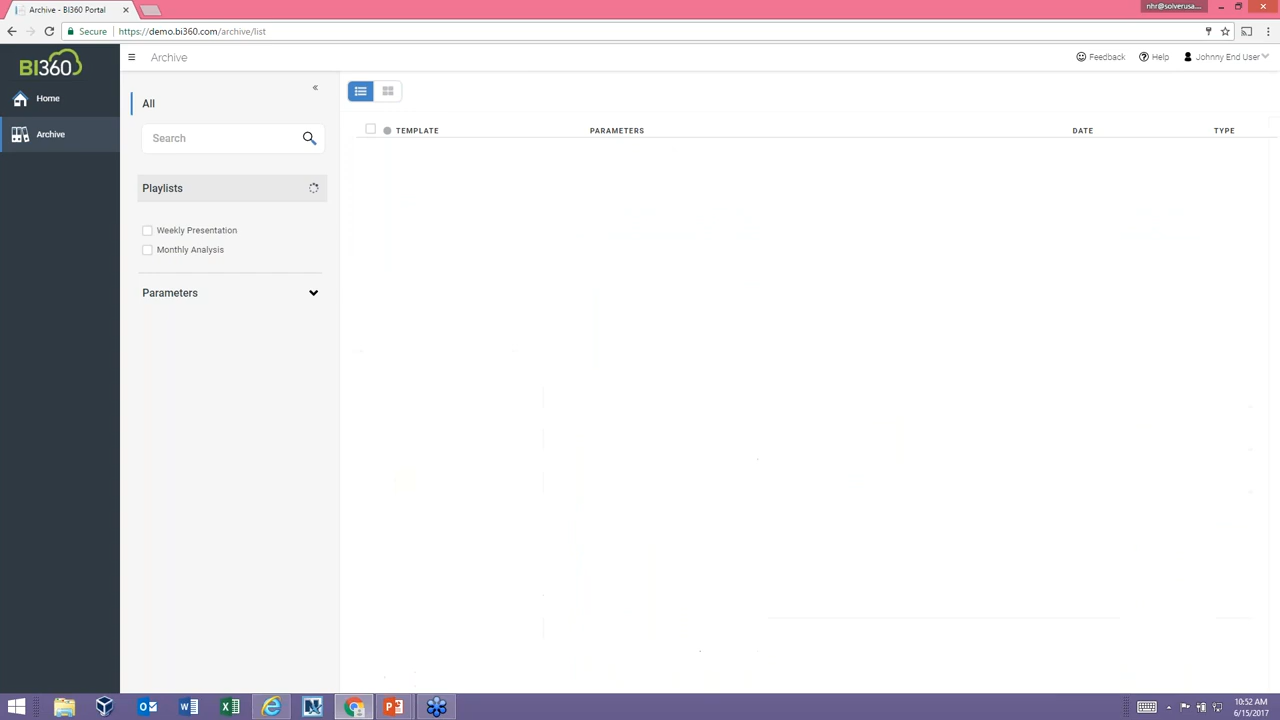 Archive - BI360 Portal
nhr@solverusa....
Secure https://demo.bi360.com/archive/list
BI360
Archive
Feedback
Help
Johnny End User
Home
Archive
All
Search
TEMPLATE
PARAMETERS
DATE
TYPE
Playlists
Weekly Presentation
Monthly Analysis
Parameters
10:52 AM
6/15/2017